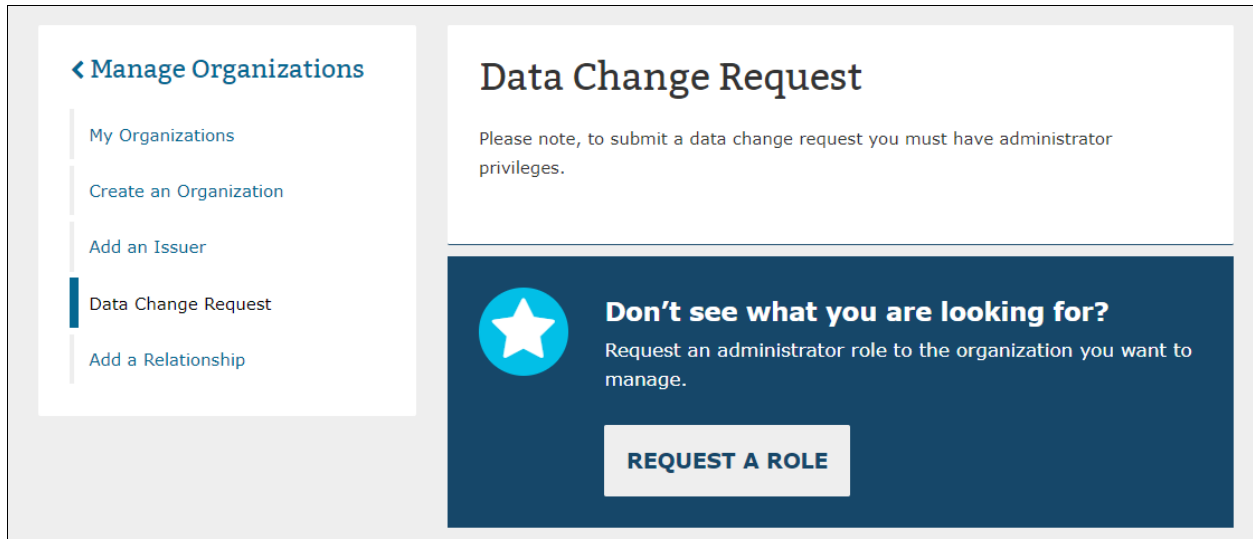 Manage Organizations
My Organizations
Create an Organization
Add an Issuer
Data Change Request
Add a Relationship
Data Change Request
Please note, to submit a data change request you must have administrator
privileges.
Don’t see what you are looking for?
Request an administrator role to the organization you want to
manage.
REQUEST A ROLE